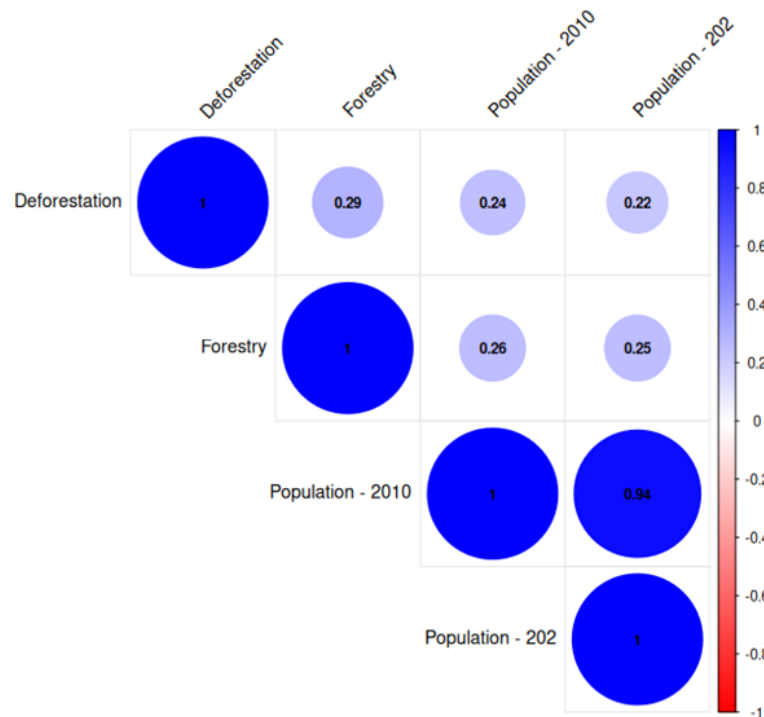 Deforestation
Forestry
Population - 2010
Population - 202
Deforestation 1 0.29 0.24 0.22
Forestry 1 0.26 0.25
Population - 2010 1 0.94
Population - 202 1
1
0.8
0.6
0.4
0.2
0
-0.2
-0.4
-0.6
-0.8
-1